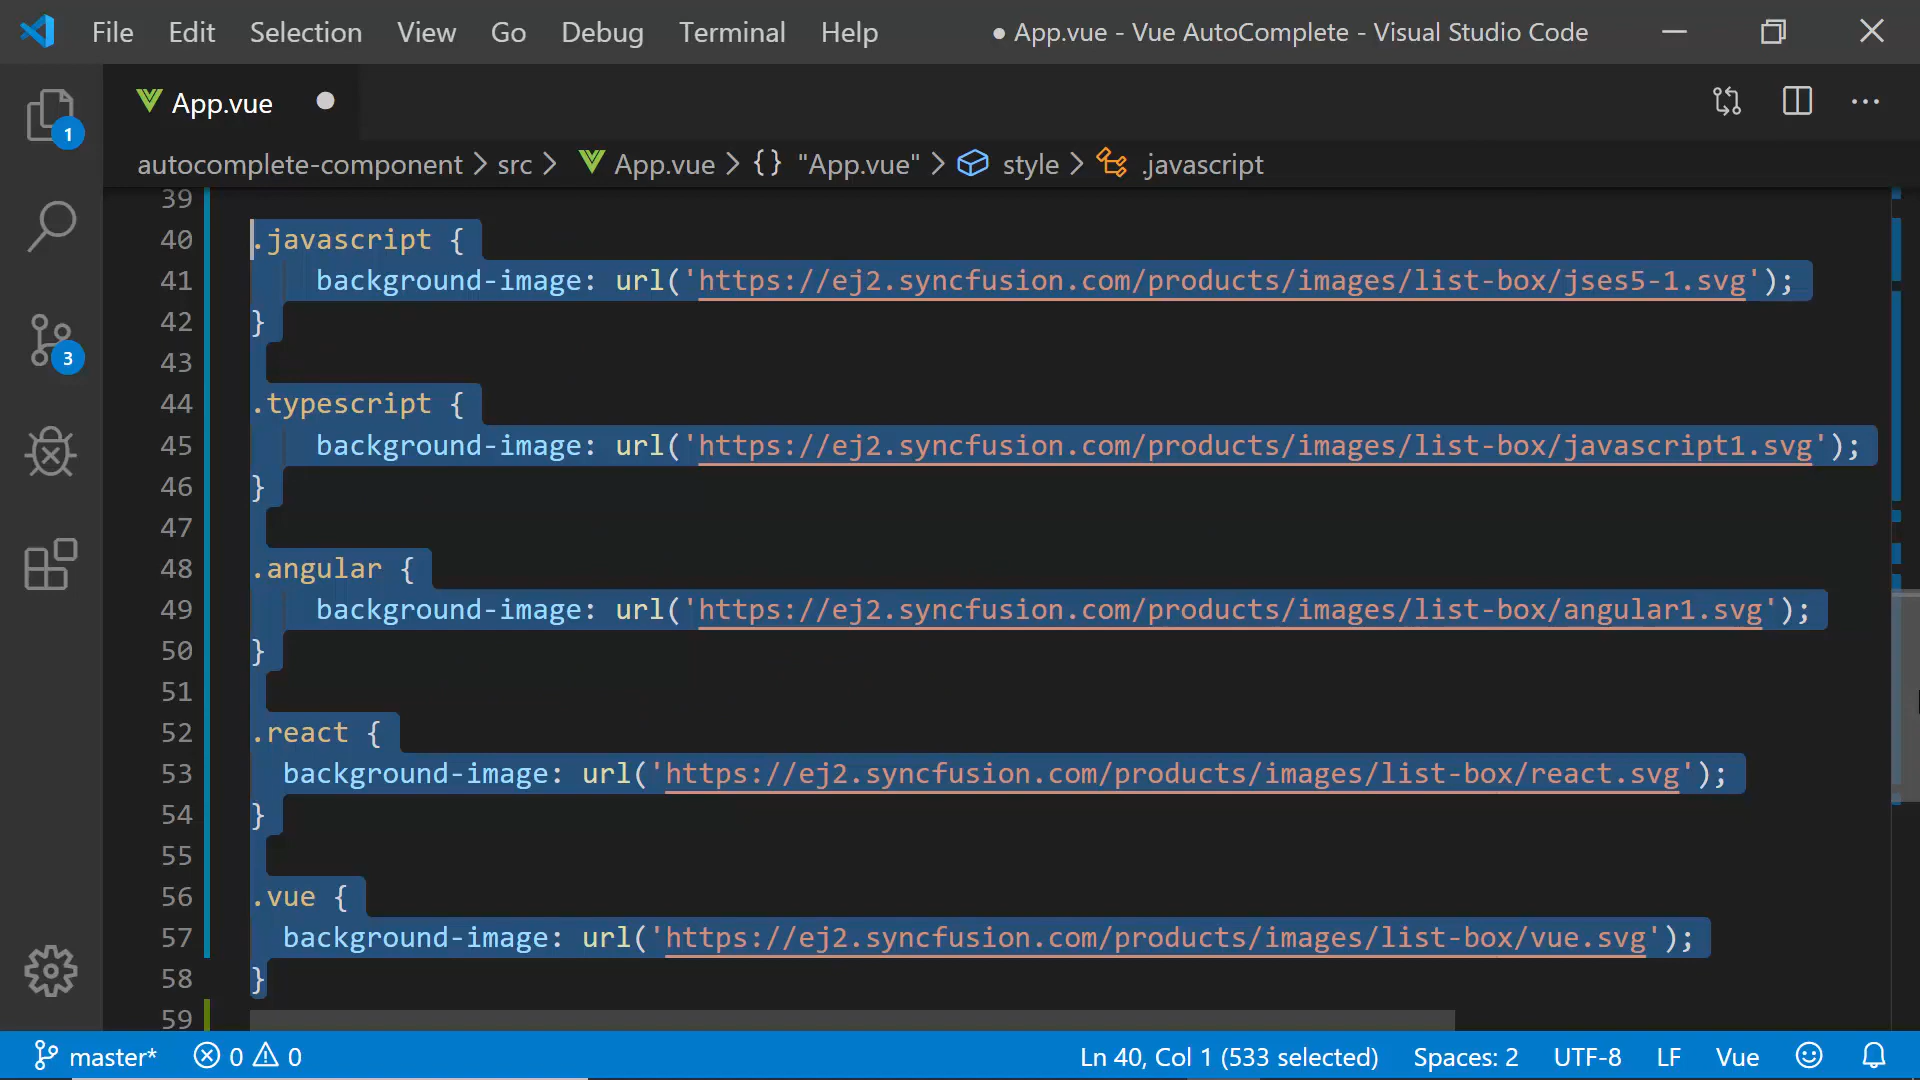 File Edit Selection View Go Debug Terminal Help ● App.vue - Vue AutoComplete - Visual Studio Code
App.vue
autocomplete-component > src > App.vue > {} "App.vue" > style > .javascript
1
3
39
40 .javascript {
41 background-image: url('https://ej2.syncfusion.com/products/images/list-box/jses5-1.svg');
42 }
43
44 .typescript {
45 background-image: url('https://ej2.syncfusion.com/products/images/list-box/javascript1.svg');
46 }
47
48 .angular {
49 background-image: url('https://ej2.syncfusion.com/products/images/list-box/angular1.svg');
50 }
51
52 .react {
53 background-image: url('https://ej2.syncfusion.com/products/images/list-box/react.svg');
54 }
55
56 .vue {
57 background-image: url('https://ej2.syncfusion.com/products/images/list-box/vue.svg');
58 }
59
master* 0 0 Ln 40, Col 1 (533 selected) Spaces: 2 UTF-8 LF Vue